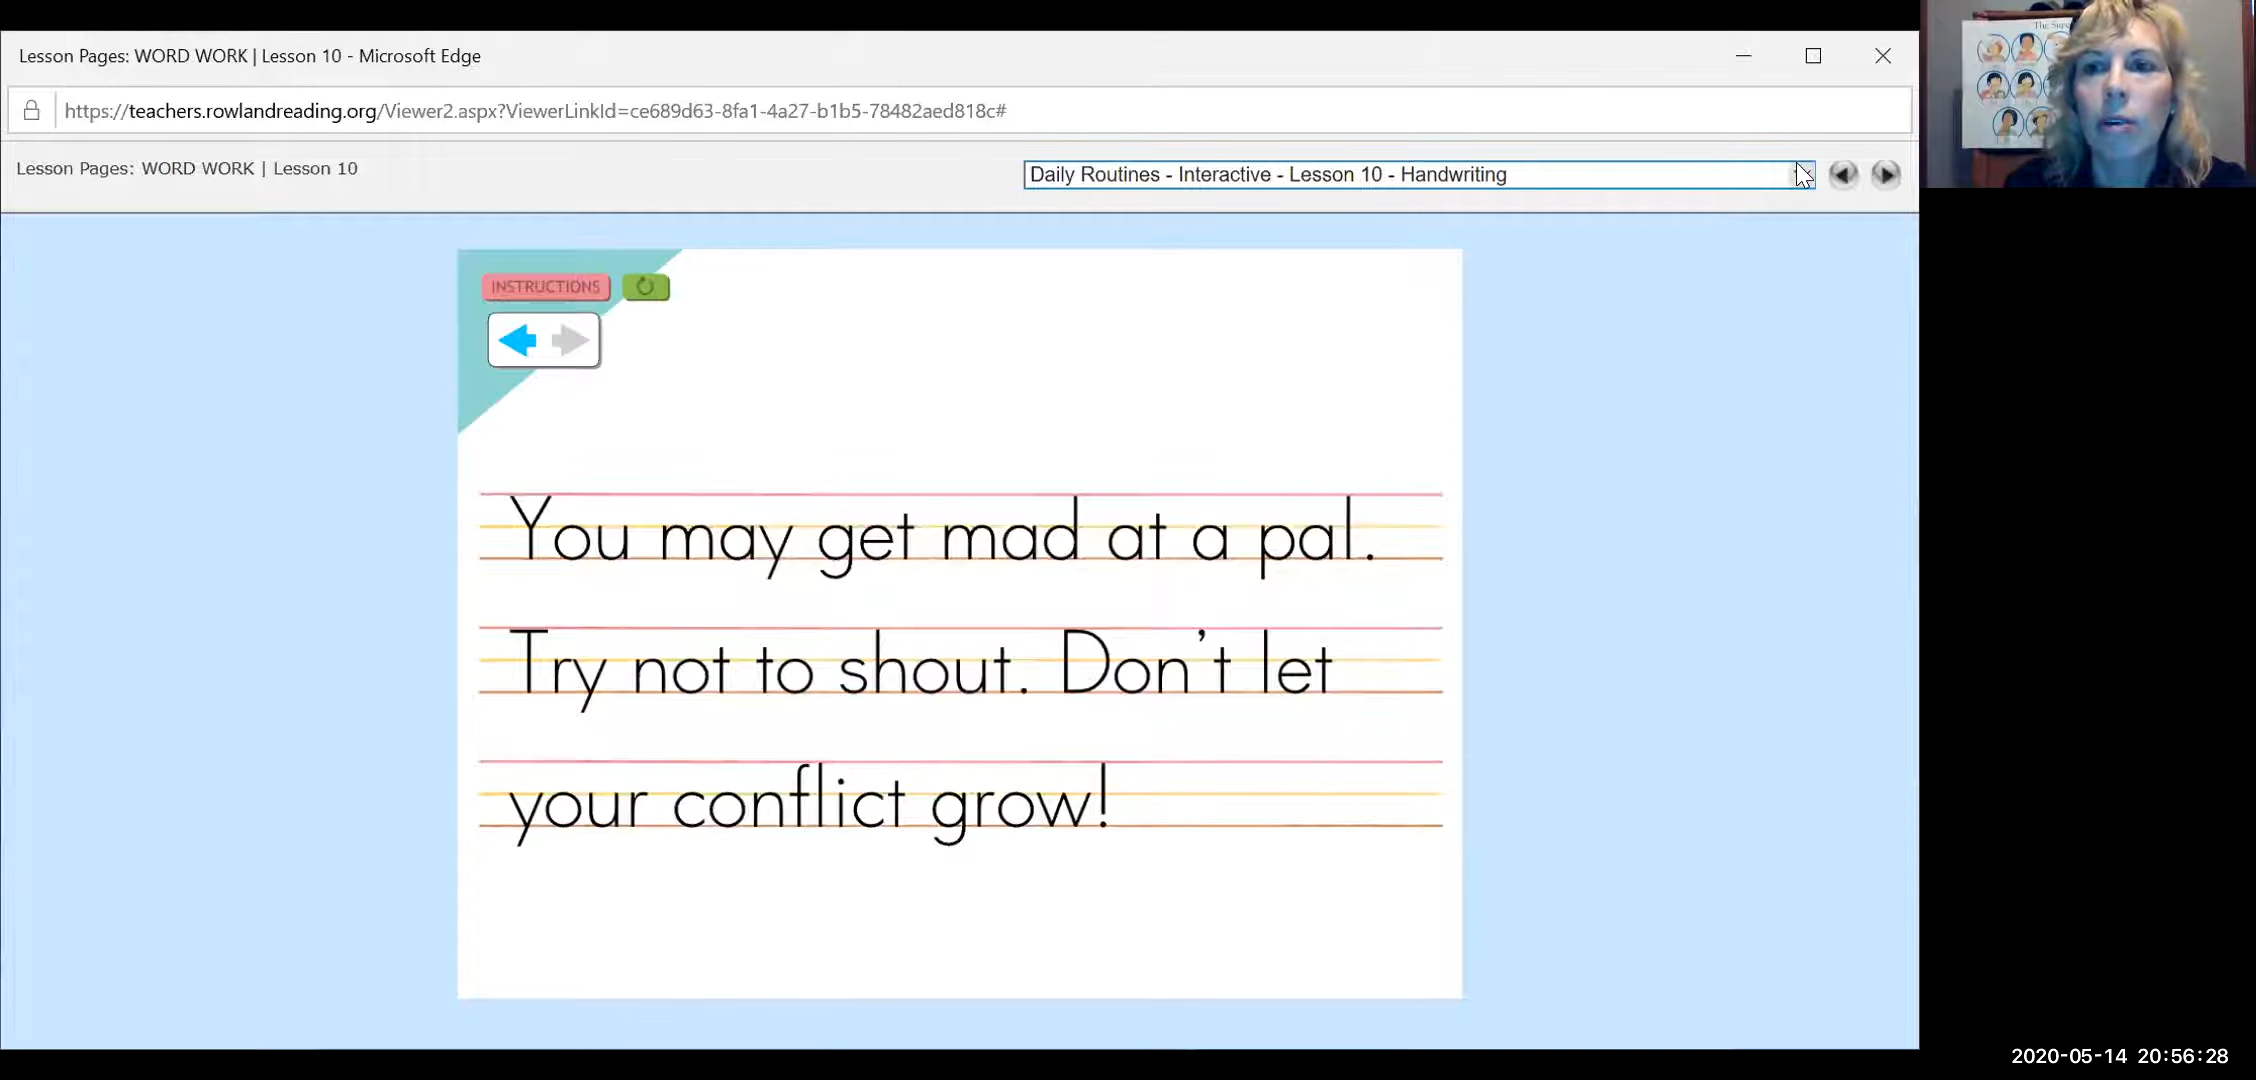 Lesson Pages: WORD WORK | Lesson 10 - Microsoft Edge
https://teachers.rowlandreading.org/Viewer2.aspx?ViewerLinkId=ce689d63-8fa1-4a27-b1b5-78482aed818c#
Lesson Pages: WORD WORK | Lesson 10
Daily Routines - Interactive - Lesson 10 - Handwriting
INSTRUCTIONS
You may get mad at a pal.
Try not to shout. Don't let
your conflict grow!
2020-05-14 20:56:28